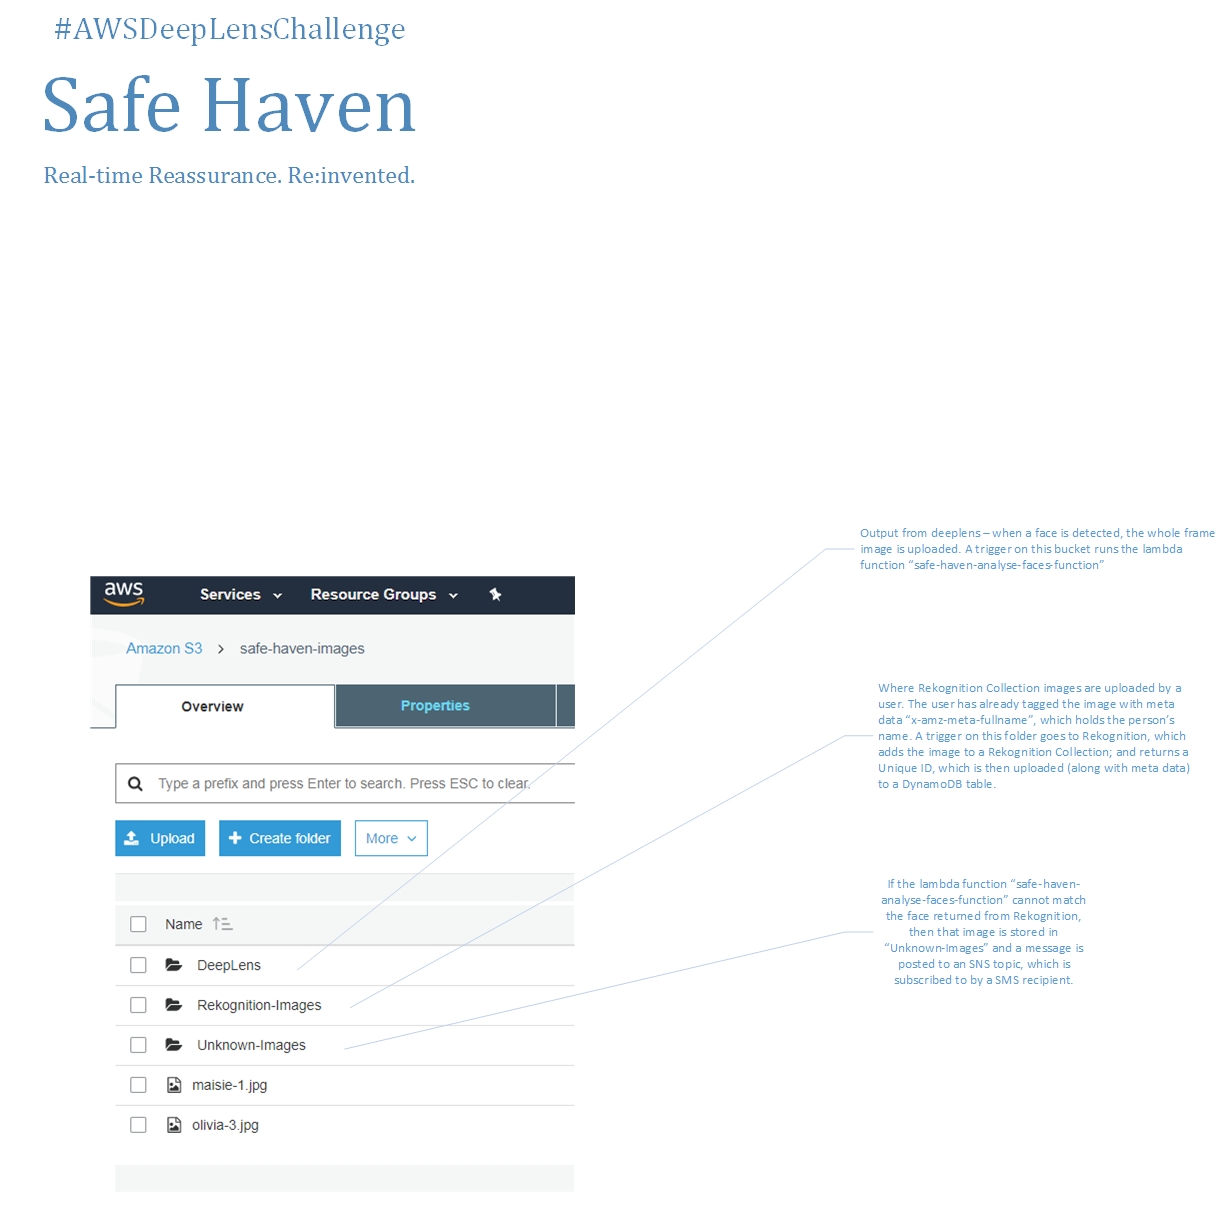 #AWSDeepLensChallenge
Safe Haven
Real-time Reassurance. Re:invented.
Output from deeplens – when a face is detected, the whole frame
image is uploaded. A trigger on this bucket runs the lambda
function “safe-haven-analyse-faces-function”
aws
Services
Resource Groups
Amazon S3 > safe-haven-images
Overview
Properties
Type a prefix and press Enter to search. Press ESC to clear.
Upload
+ Create folder
More
Where Rekognition Collection images are uploaded by a
user. The user has already tagged the image with meta
data “x-amz-meta-fullname”, which holds the person’s
name. A trigger on this folder goes to Rekognition, which
adds the image to a Rekognition Collection; and returns a
Unique ID, which is then uploaded (along with meta data)
to a DynamoDB table.
If the lambda function “safe-haven-
analyse-faces-function” cannot match
the face returned from Rekognition,
then that image is stored in
“Unknown-Images” and a message is
posted to an SNS topic, which is
subscribed to by a SMS recipient.
Name
DeepLens
Rekognition-Images
Unknown-Images
maisie-1.jpg
olivia-3.jpg